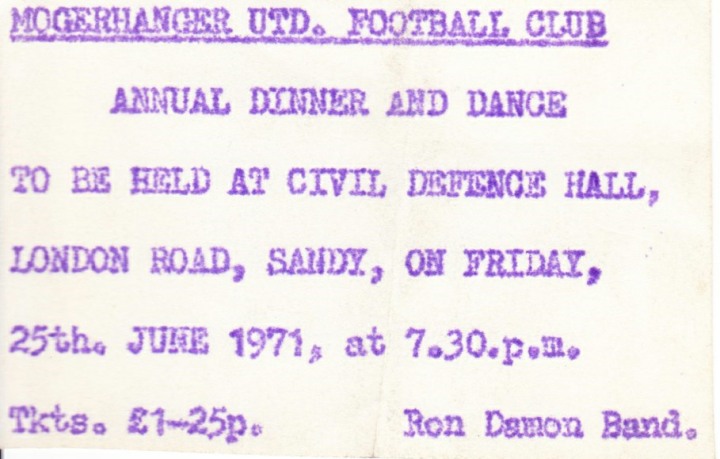 MOGERHANGER UTD. FOOTBALL CLUB
ANNUAL DINNER AND DANCE
TO BE HELD AT CIVIL DEFENCE HALL,
LONDON ROAD, SANDY, ON FRIDAY,
25th. JUNE 1971, at 7.30.p.m.
Tkts. £1-25p. Ron Damon Band.